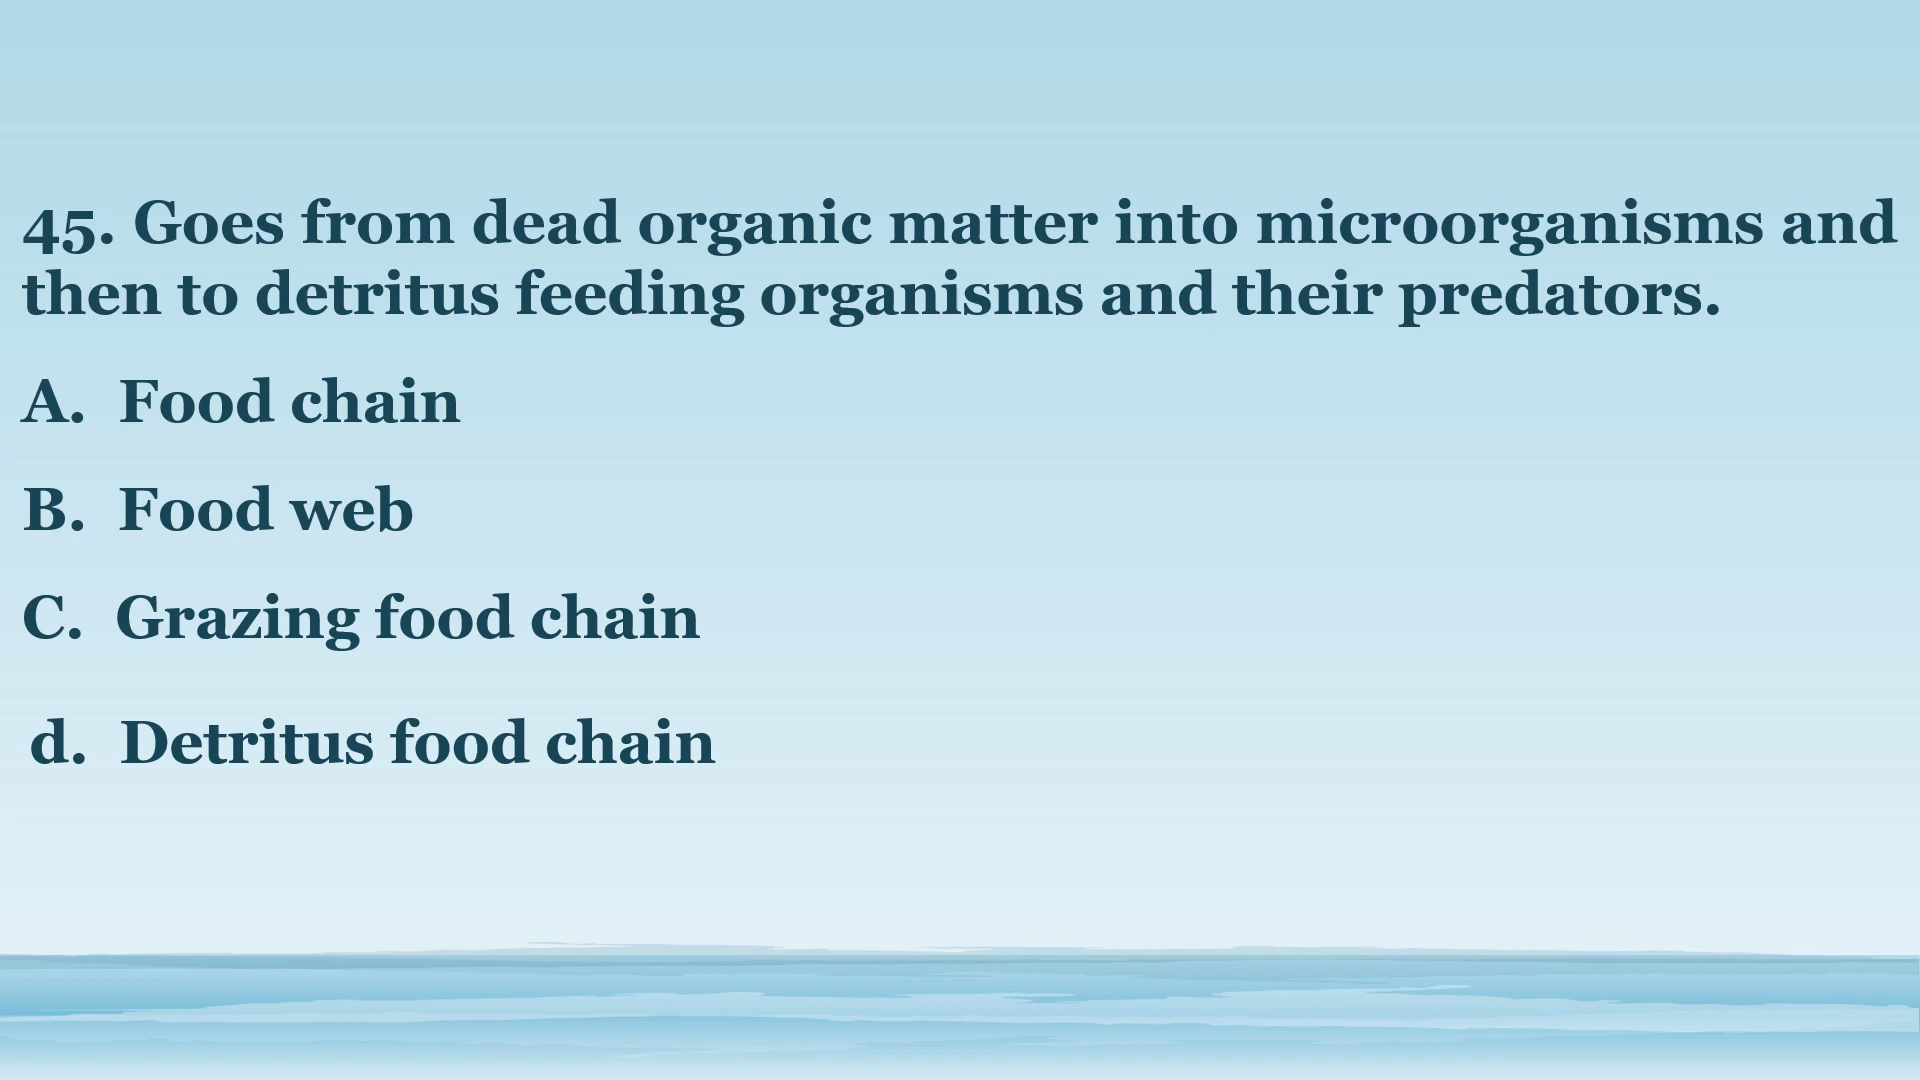 45. Goes from dead organic matter into microorganisms and
then to detritus feeding organisms and their predators.
A. Food chain
B. Food web
C. Grazing food chain
d. Detritus food chain